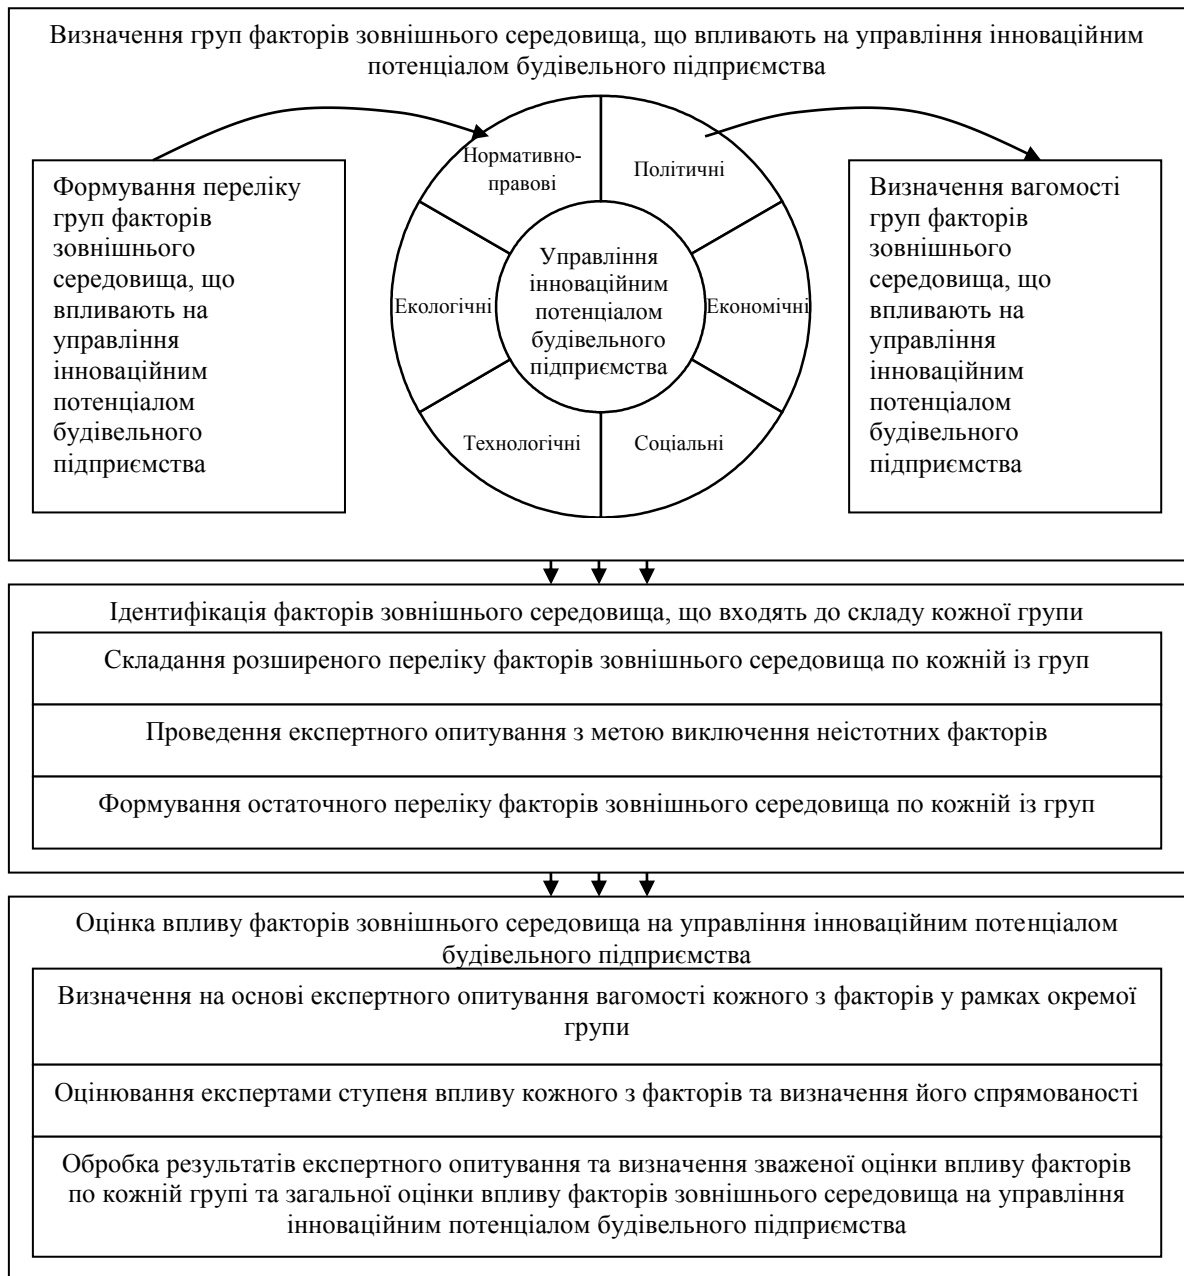 Визначення груп факторів зовнішнього середовища, що впливають на управління інноваційним
потенціалом будівельного підприємства
Формування переліку
груп факторів
зовнішнього
середовища, що
впливають на
управління
інноваційним
потенціалом
будівельного
підприємства
Нормативно-
правові
Політичні
Екологічні
Управління
інноваційним
потенціалом
будівельного
підприємства
Економічні
Технологічні
Соціальні
Визначення вагомості
груп факторів
зовнішнього
середовища, що
впливають на
управління
інноваційним
потенціалом
будівельного
підприємства
Ідентифікація факторів зовнішнього середовища, що входять до складу кожної групи
Складання розширеного переліку факторів зовнішнього середовища по кожній із груп
Проведення експертного опитування з метою виключення неістотних факторів
Формування остаточного переліку факторів зовнішнього середовища по кожній із груп
Оцінка впливу факторів зовнішнього середовища на управління інноваційним потенціалом
будівельного підприємства
Визначення на основі експертного опитування вагомості кожного з факторів у рамках окремої
групи
Оцінювання експертами ступеня впливу кожного з факторів та визначення його спрямованості
Обробка результатів експертного опитування та визначення зваженої оцінки впливу факторів
по кожній групі та загальної оцінки впливу факторів зовнішнього середовища на управління
інноваційним потенціалом будівельного підприємства